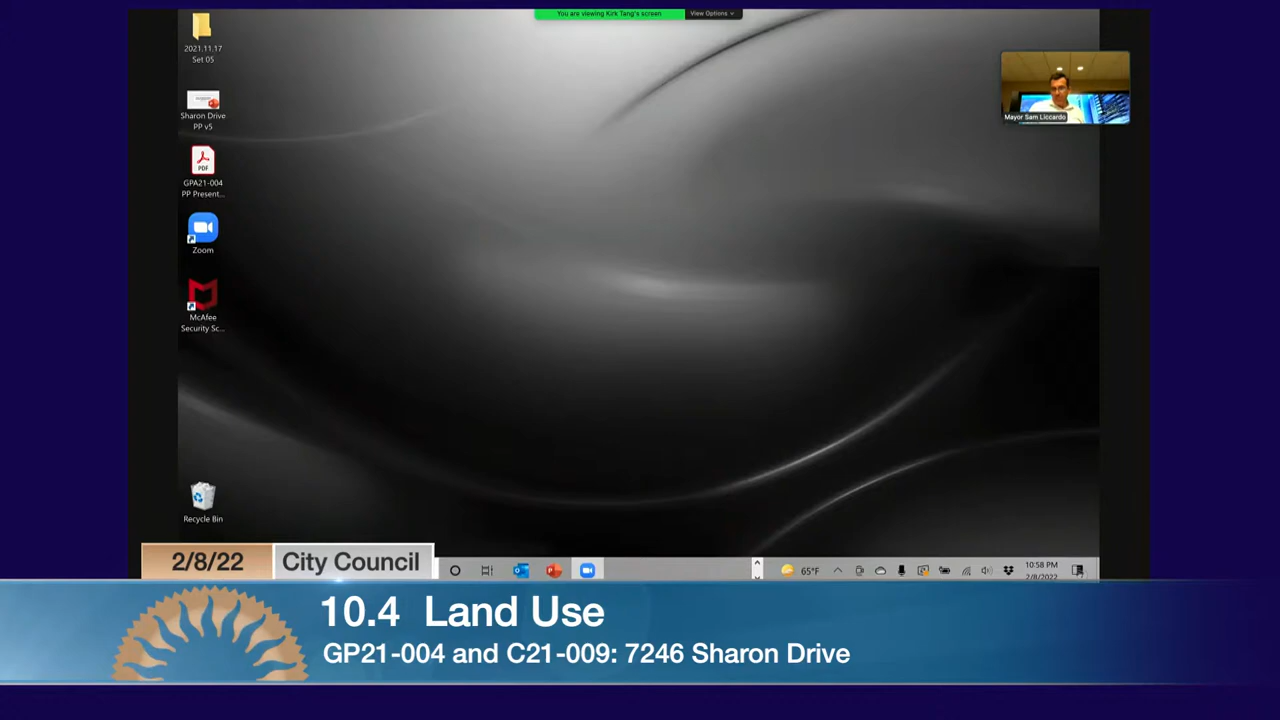 You are viewing Kirk Tang's screen
View Options
2021.11.17
Set 05
Sharon Drive
PP v5
PDF
GPA21-004
PP Present...
Zoom
McAfee
Security Sc...
Recycle Bin
Mayor Sam Liccardo
65°F
10:58 PM
2/8/2022
2/8/22
City Council
10.4 Land Use
GP21-004 and C21-009: 7246 Sharon Drive